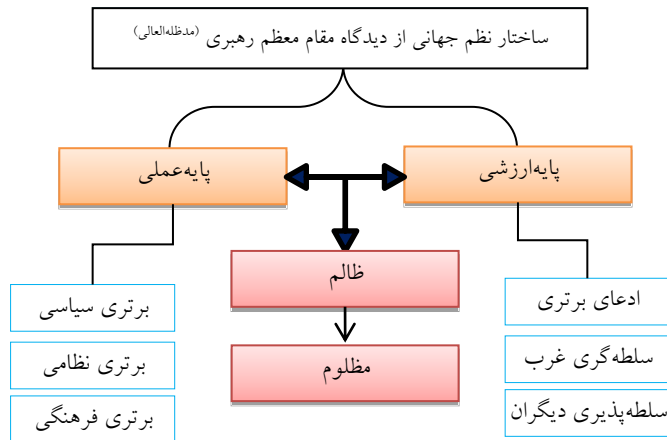 ساختار نظم جهانی از دیدگاه مقام معظم رهبری (مدظله‌العالی)
پایه‌ارزشی
پایه‌عملی
ظالم
مظلوم
ادعای برتری
سلطه‌گری غرب
سلطه‌پذیری دیگران
برتری سیاسی
برتری نظامی
برتری فرهنگی